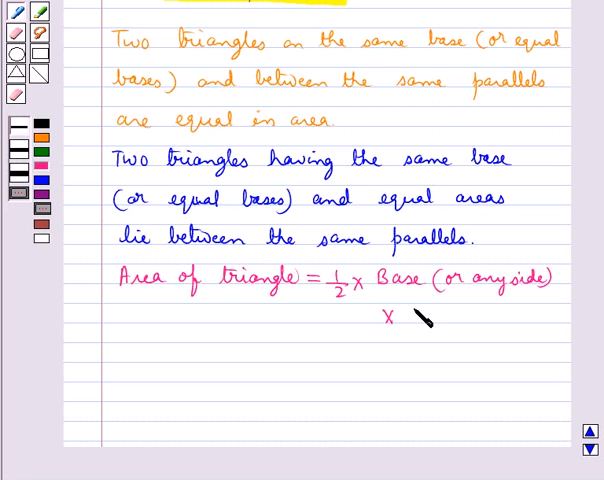 Two triangles on the same base (or equal
bases) and between the same parallels
are equal in area.
Two triangles having the same base
(or equal bases) and equal areas
lie between the same parallels.
Area of triangle = 1/2 x Base (or any side)
x